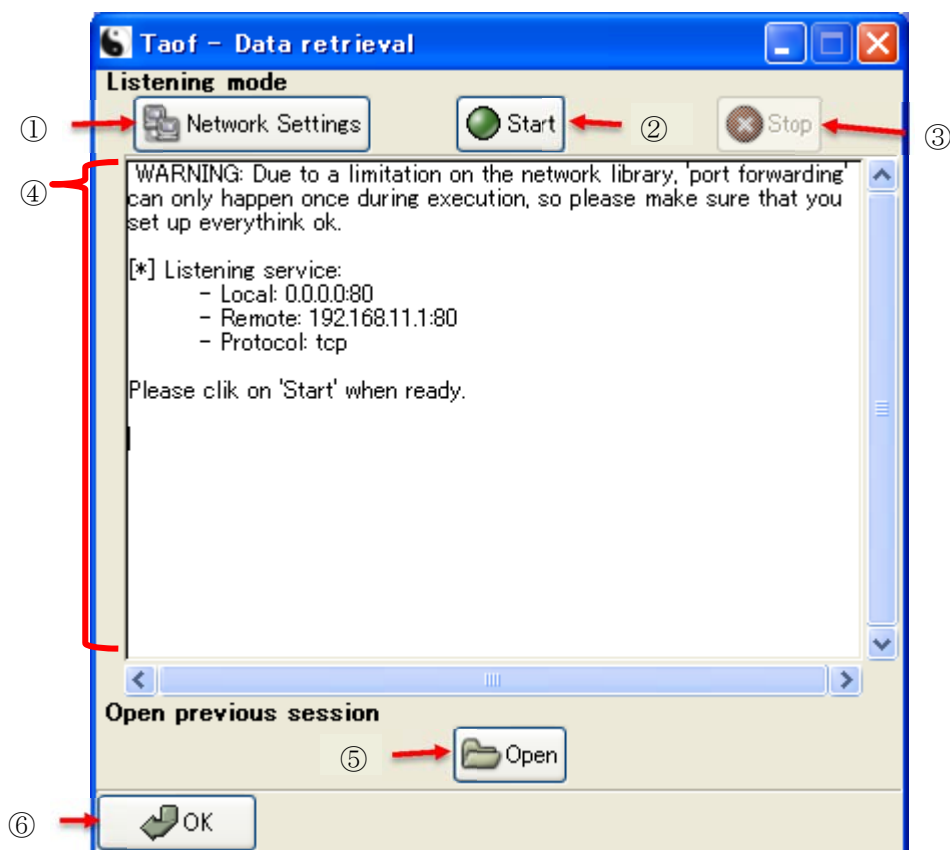 Taof - Data retrieval
Listening mode
① Network Settings Start ② Stop ③
④ WARNING: Due to a limitation on the network library, 'port forwarding'
can only happen once during execution, so please make sure that you
set up everythink ok.
[*] Listening service:
- Local: 0.0.0.0:80
- Remote: 192.168.11.1:80
- Protocol: tcp
Please clik on 'Start' when ready.
Open previous session
⑤ Open
⑥ OK